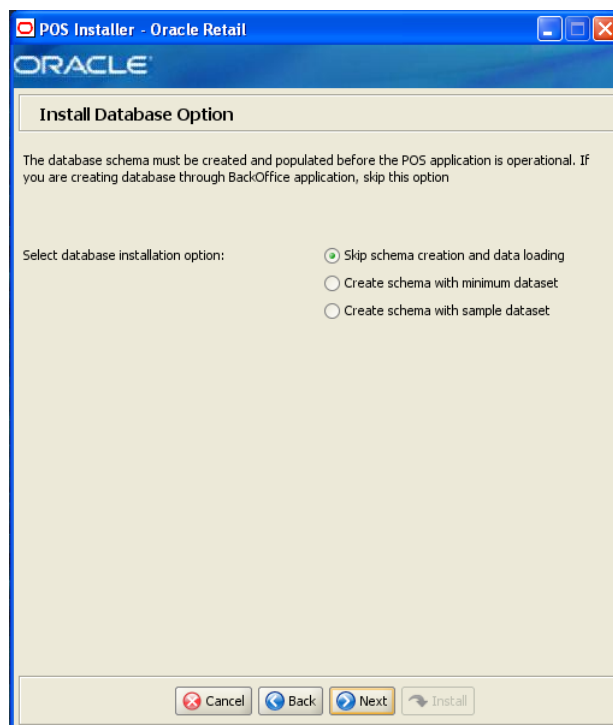 POS Installer - Oracle Retail
ORACLE
Install Database Option
The database schema must be created and populated before the POS application is operational. If
you are creating database through BackOffice application, skip this option
Select database installation option:
Skip schema creation and data loading
Create schema with minimum dataset
Create schema with sample dataset
Cancel
Back
Next
Install